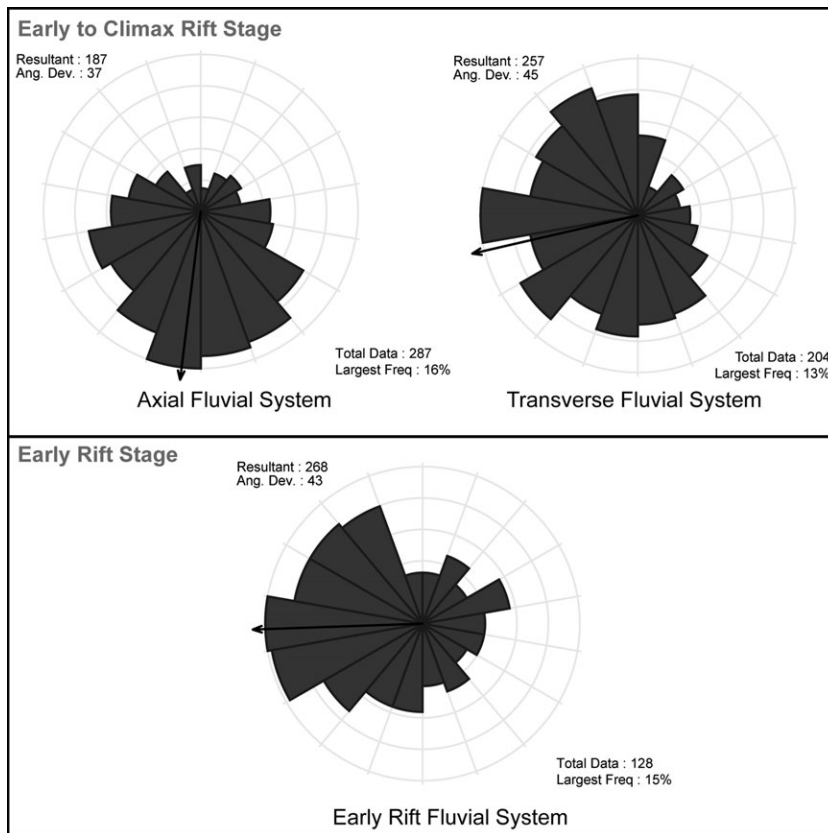 Early to Climax Rift Stage
Resultant : 187
Ang. Dev. : 37
Total Data : 287
Largest Freq : 16%
Axial Fluvial System
Resultant : 257
Ang. Dev. : 45
Total Data : 204
Largest Freq : 13%
Transverse Fluvial System
Early Rift Stage
Resultant : 268
Ang. Dev. : 43
Total Data : 128
Largest Freq : 15%
Early Rift Fluvial System